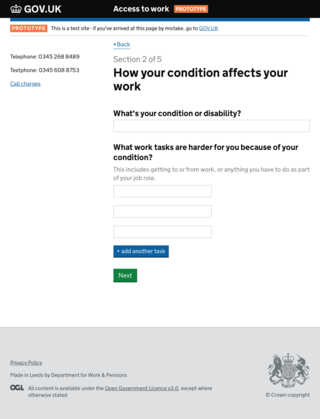 GOV.UK
Access to work PROTOTYPE
PROTOTYPE This is a test site - if you've arrived at this page by mistake, go to GOV.UK
Back
Telephone: 0345 268 8489
Textphone: 0345 608 8753
Call charges
Section 2 of 5
How your condition affects your
work
What's your condition or disability?
What work tasks are harder for you because of your
condition?
This includes getting to or from work, or anything you have to do as part
of your job role.
+ add another task
Next
Privacy Policy
Made in Leeds by Department for Work & Pensions
OGL All content is available under the Open Government Licence v3.0, except where
otherwise stated
© Crown copyright